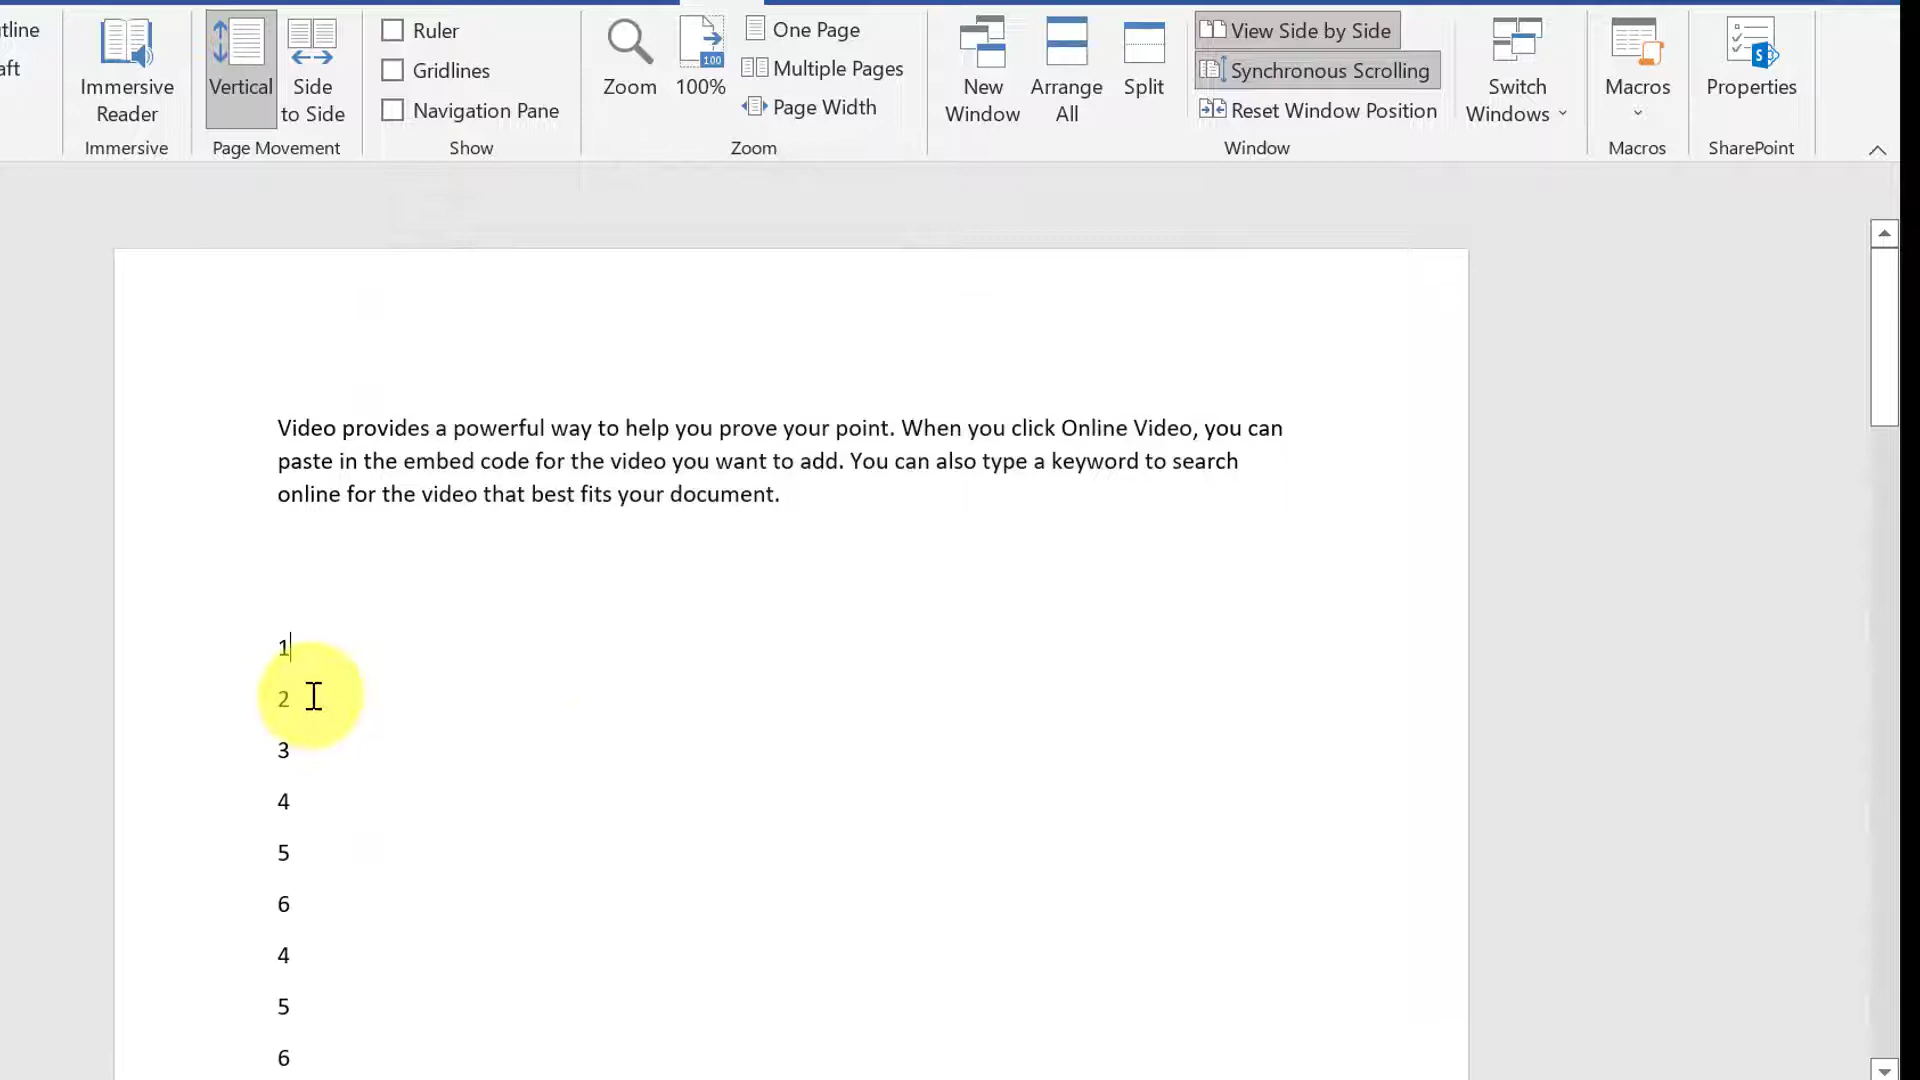 utline
aft
Immersive
Reader
Immersive
Vertical
Side
to Side
Page Movement
Ruler
Gridlines
Navigation Pane
Show
Zoom
100
100%
One Page
Multiple Pages
Page Width
Zoom
New
Window
Arrange
All
Split
View Side by Side
Synchronous Scrolling
Reset Window Position
Switch
Windows
Window
Macros
Macros
S
Properties
SharePoint
Video provides a powerful way to help you prove your point. When you click Online Video, you can
paste in the embed code for the video you want to add. You can also type a keyword to search
online for the video that best fits your document.
1
2
3
4
5
6
4
5
6